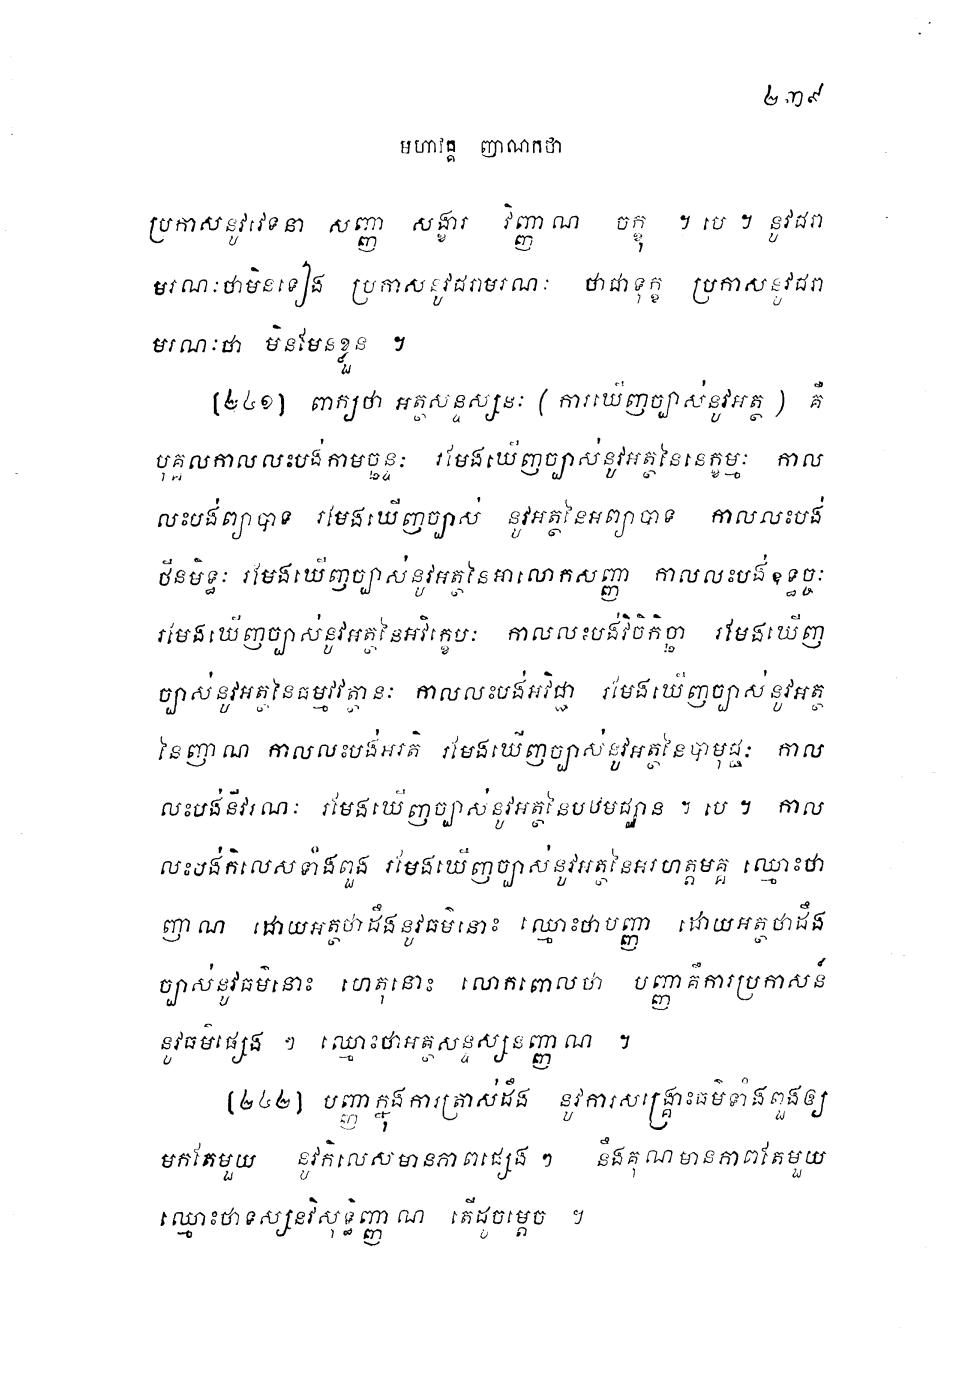 ២៣៩
មហាវគ្គ ញាណកថា
ប្រកាសនូវវេទនា សញ្ញា សង្ខារ វិញ្ញាណ ចក្ខុ ។ បេ ។ នូវជរា
មរណៈថាមិនទៀង ប្រកាសនូវជរាមរណៈ ថាជាទុក្ខ ប្រកាសនូវជរា
មរណៈថា មិនមែនខ្លួន ។
(២៤១) ពាក្យថា អត្ថសន្ទស្សនៈ ( ការឃើញច្បាស់នូវអត្ថ ) គឺ
បុគ្គលកាលលះបង់កាមច្ឆន្ទៈ រមែងឃើញច្បាស់នូវអត្ថនៃនេក្ខម្មៈ កាល
លះបង់ព្យាបាទ រមែងឃើញច្បាស់ នូវអត្ថនៃអព្យាបាទ កាលលះបង់
ថីនមិទ្ធៈ រមែងឃើញច្បាស់នូវអត្ថនៃអាលោកសញ្ញា កាលលះបង់ឧទ្ធច្ចៈ
រមែងឃើញច្បាស់នូវអត្ថនៃអវិក្ខេបៈ កាលលះបង់វិចិកិច្ឆា រមែងឃើញ
ច្បាស់នូវអត្ថនៃធម្មវវត្ថានៈ កាលលះបង់អវិជ្ជា រមែងឃើញច្បាស់នូវអត្ថ
នៃញាណ កាលលះបង់អរតិ រមែងឃើញច្បាស់នូវអត្ថនៃបាមុជ្ជៈ កាល
លះបង់នីវរណៈ រមែងឃើញច្បាស់នូវអត្ថនៃបឋមជ្ឈាន ។ បេ ។ កាល
លះបង់កិលេសទាំងពួង រមែងឃើញច្បាស់នូវអត្ថនៃអរហត្តមគ្គ ឈ្មោះថា
ញាណ ដោយអត្ថថាដឹងនូវធម៌នោះ ឈ្មោះថាបញ្ញា ដោយអត្ថថាដឹង
ច្បាស់នូវធម៌នោះ ហេតុនោះ លោកពោលថា បញ្ញាគឺការប្រកាសន៍
នូវធម៌ផ្សេង ៗ ឈ្មោះថាអត្ថសន្ទស្សនញ្ញាណ ។
(២៤២) បញ្ញាក្នុងការត្រាស់ដឹង នូវការសង្គ្រោះធម៌ទាំងពួងឲ្យ
មកតែមួយ នូវកិលេសមានភាពផ្សេង ៗ នឹងគុណមានភាពតែមួយ
ឈ្មោះថាទស្សនវិសុទ្ធិញ្ញាណ តើដូចម្តេច ។